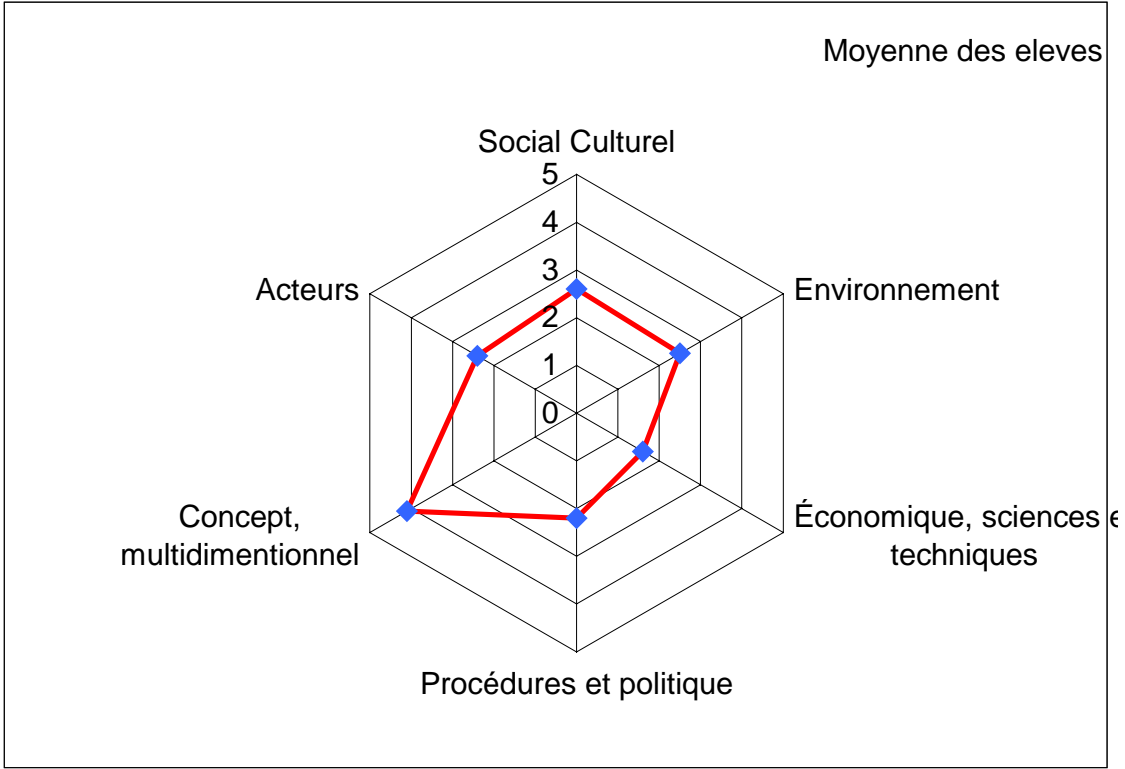 Moyenne des eleves
Social Culturel
5
4
3
2
1
0
Acteurs
Environnement
Concept,
multidimentionnel
Économique, sciences e
techniques
Procédures et politique